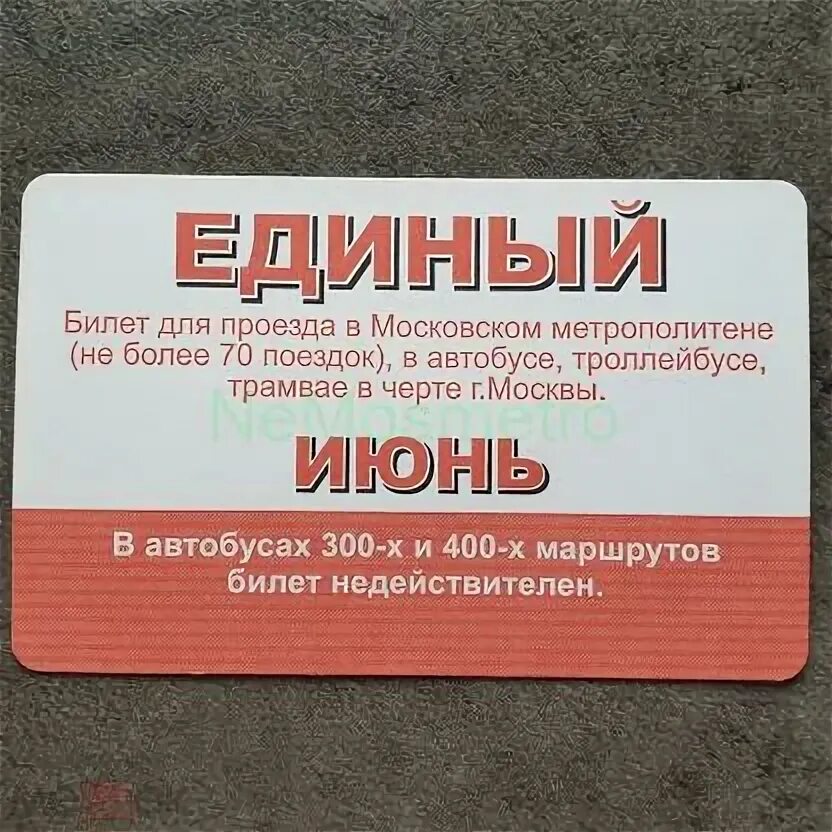 ЕДИНЫЙ
Билет для проезда в Московском метрополитене
(не более 70 поездок), в автобусе, троллейбусе,
трамвае в черте г.Москвы.
NeMosmetro
ИЮНЬ
В автобусах 300-х и 400-х маршрутов
билет недействителен.